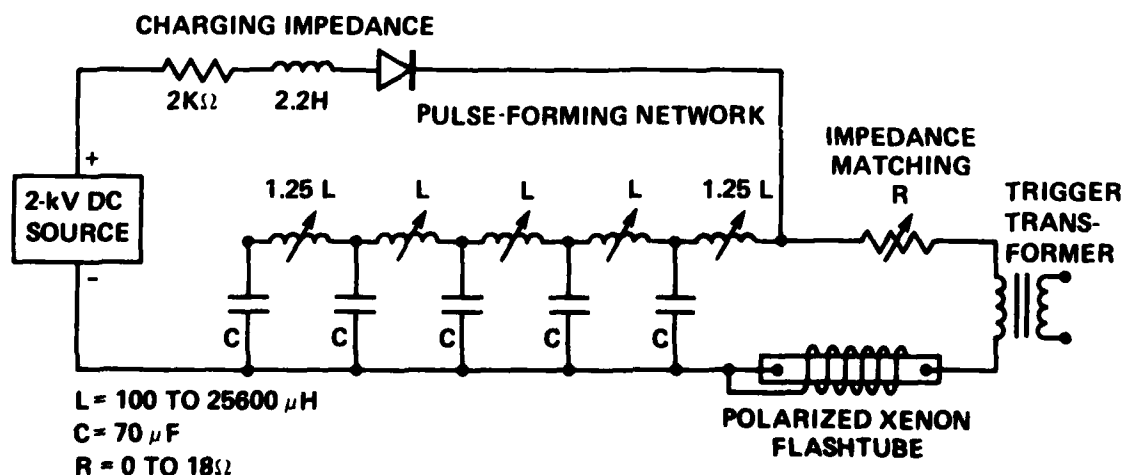 CHARGING IMPEDANCE
2KΩ
2.2H
PULSE-FORMING NETWORK
IMPEDANCE
MATCHING
R
TRIGGER
TRANS-
FORMER
+
2-kV DC
SOURCE
−
1.25 L
L
L
L
1.25 L
C
C
C
C
C
L = 100 TO 25600 μH
C = 70 μF
R = 0 TO 18Ω
POLARIZED XENON
FLASHTUBE